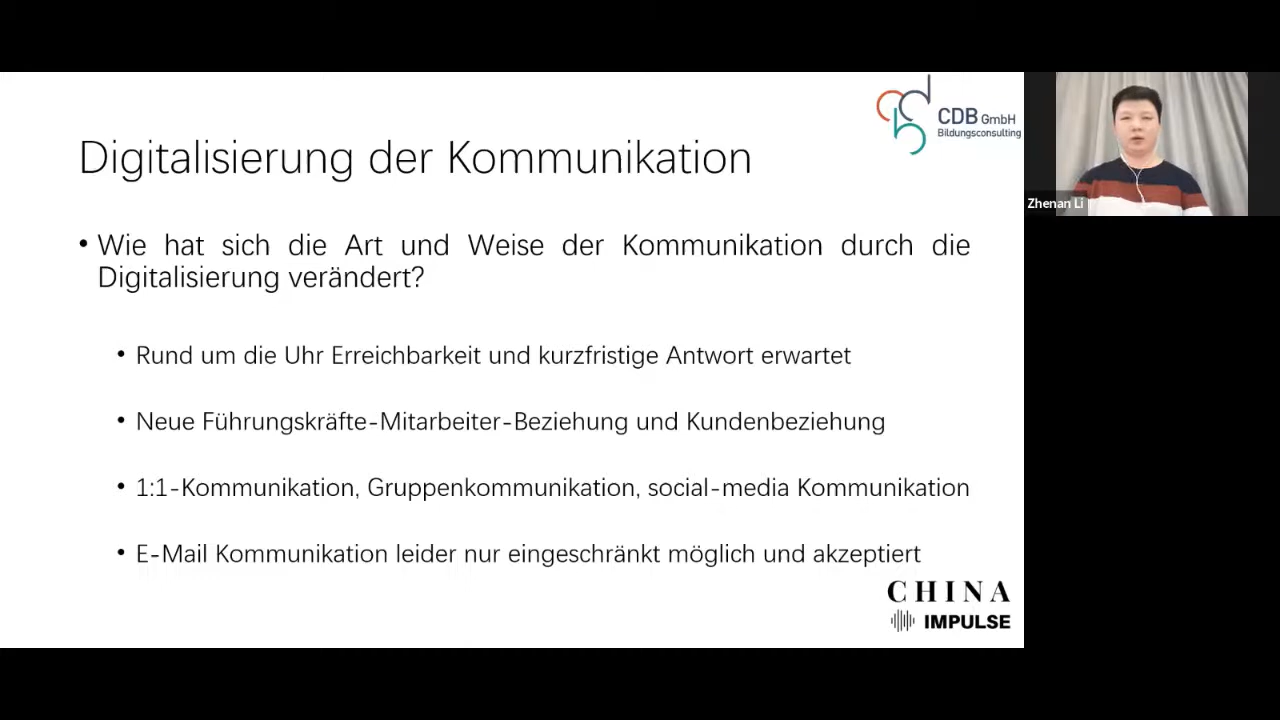 CDB GmbH
Bildungsconsulting
Digitalisierung der Kommunikation
• Wie hat sich die Art und Weise der Kommunikation durch die
Digitalisierung verändert?
• Rund um die Uhr Erreichbarkeit und kurzfristige Antwort erwartet
• Neue Führungskräfte-Mitarbeiter-Beziehung und Kundenbeziehung
• 1:1-Kommunikation, Gruppenkommunikation, social-media Kommunikation
• E-Mail Kommunikation leider nur eingeschränkt möglich und akzeptiert
CHINA
IMPULSE
Zhenan Li